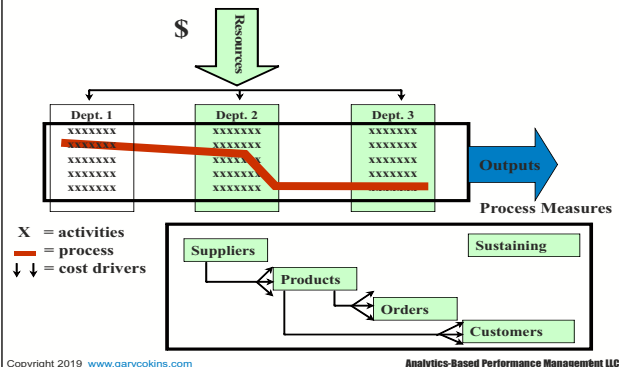 $
Resources
Dept. 1
xxxxxxx
xxxxxxx
xxxxxxx
xxxxxxx
xxxxxxx
Dept. 2
xxxxxxx
xxxxxxx
xxxxxxx
xxxxxxx
xxxxxxx
Dept. 3
xxxxxxx
xxxxxxx
xxxxxxx
xxxxxxx
xxxxxxx
Outputs
Process Measures
X = activities
= process
= cost drivers
Suppliers
Sustaining
Products
Orders
Customers
Copyright 2019 www.garycokins.com
Analytics-Based Performance Management LLC